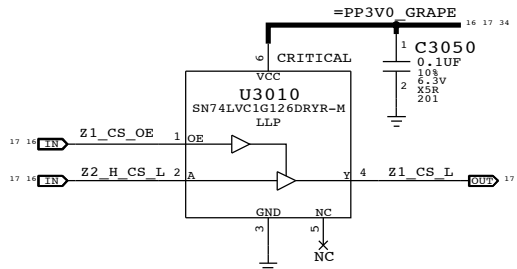 =PP3V0_GRAPE
16 17 34
6
CRITICAL
VCC
1
C3050
0.1UF
10%
6.3V
X5R
201
2
U3010
SN74LVC1G126DRYR-M
LLP
17 16
IN
Z1_CS_OE
1
OE
17 16
IN
Z2_H_CS_L
2
A
Y
4
Z1_CS_L
OUT
17
GND
NC
3
5
NC